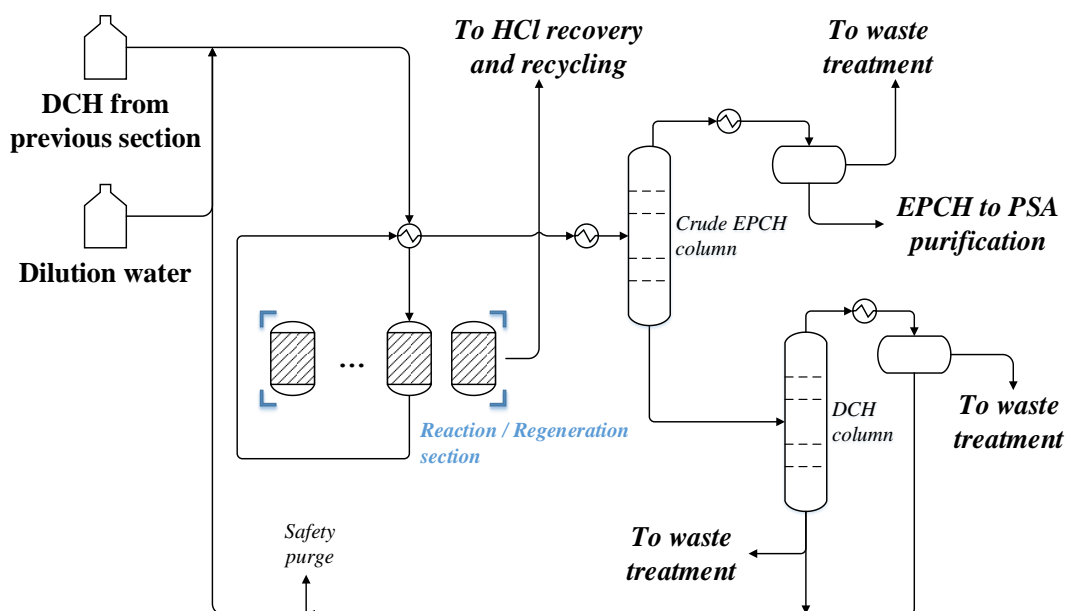 To HCl recovery
and recycling
To waste
treatment
DCH from
previous section
Crude EPCH
column
EPCH to PSA
purification
Dilution water
...
Reaction / Regeneration
section
DCH
column
To waste
treatment
Safety
purge
To waste
treatment